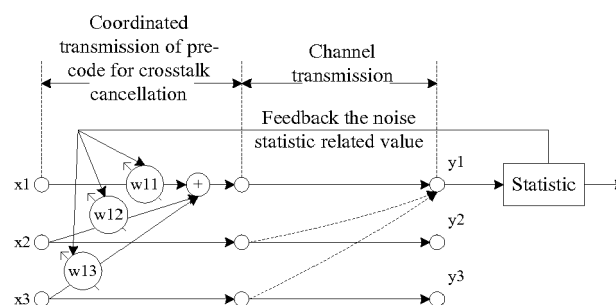 Coordinated
transmission of pre-
code for crosstalk
cancellation
Channel
transmission
Feedback the noise
statistic related value
x1
w11
+
y1
Statistic
w12
x2
y2
w13
x3
y3